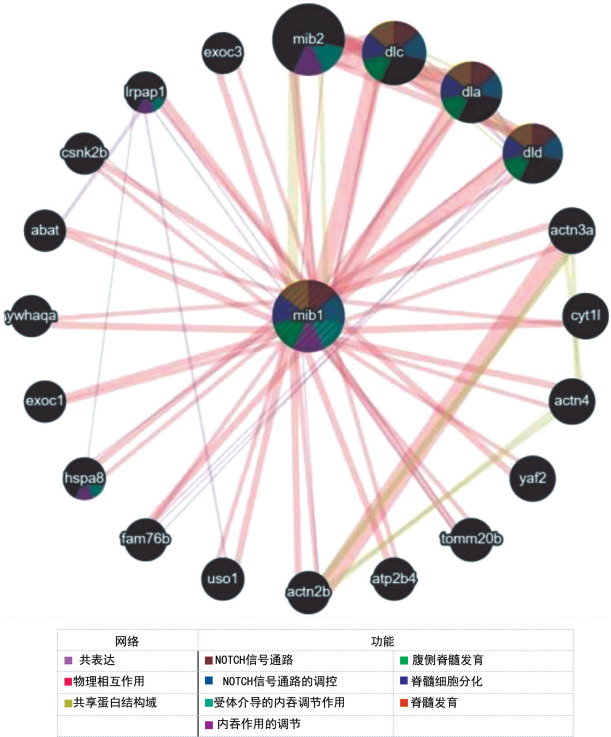 mib2
exoc3
dlc
lrpap1
dla
csnk2b
dld
abat
actn3a
ywhaqa
mib1
cyt1l
exoc1
actn4
hspa8
yaf2
fam76b
tomm20b
uso1
actn2b
atp2b4
网络 功能
共表达 NOTCH信号通路 腹侧脊髓发育
物理相互作用 NOTCH信号通路的调控 脊髓细胞分化
共享蛋白结构域 受体介导的内吞调节作用 脊髓发育
内吞作用的调节